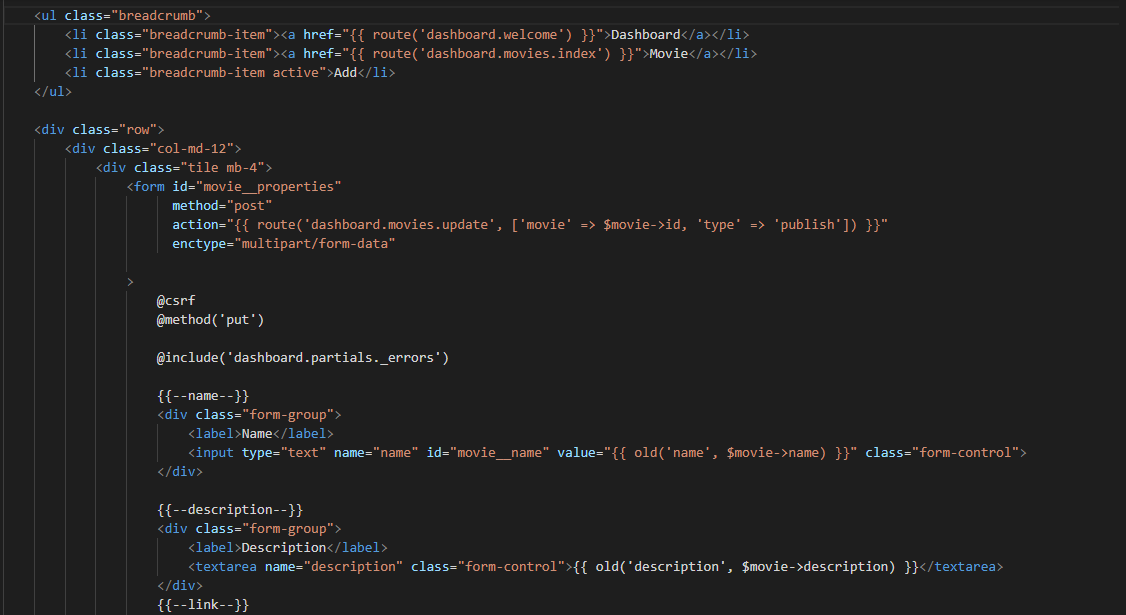 <ul class="breadcrumb">
<li class="breadcrumb-item"><a href="{{ route('dashboard.welcome') }}">Dashboard</a></li>
<li class="breadcrumb-item"><a href="{{ route('dashboard.movies.index') }}">Movie</a></li>
<li class="breadcrumb-item active">Add</li>
</ul>
<div class="row">
<div class="col-md-12">
<div class="tile mb-4">
<form id="movie__properties"
method="post"
action="{{ route('dashboard.movies.update', ['movie' => $movie->id, 'type' => 'publish']) }}"
enctype="multipart/form-data"
>
@csrf
@method('put')
@include('dashboard.partials._errors')
{{--name--}}
<div class="form-group">
<label>Name</label>
<input type="text" name="name" id="movie__name" value="{{ old('name', $movie->name) }}" class="form-control">
</div>
{{--description--}}
<div class="form-group">
<label>Description</label>
<textarea name="description" class="form-control">{{ old('description', $movie->description) }}</textarea>
</div>
{{--link--}}